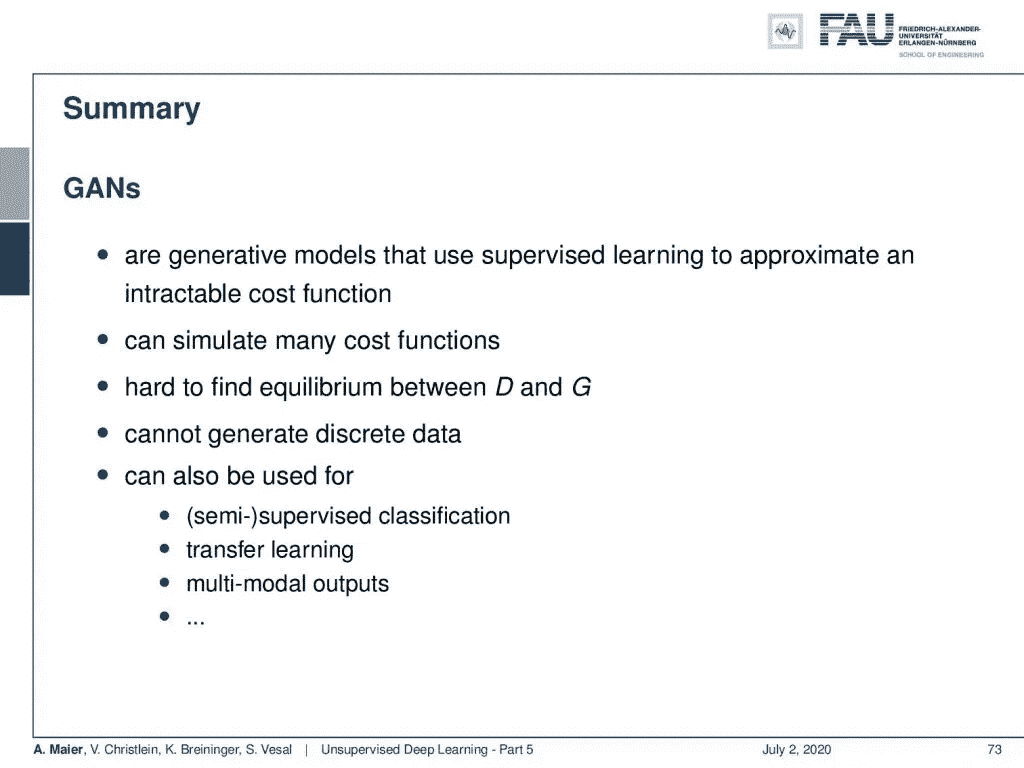 FAU
FRIEDRICH-ALEXANDER-
UNIVERSITÄT
ERLANGEN-NÜRNBERG
SCHOOL OF ENGINEERING
Summary
GANs
• are generative models that use supervised learning to approximate an
intractable cost function
• can simulate many cost functions
• hard to find equilibrium between D and G
• cannot generate discrete data
• can also be used for
• (semi-)supervised classification
• transfer learning
• multi-modal outputs
• ...
A. Maier, V. Christlein, K. Breininger, S. Vesal | Unsupervised Deep Learning - Part 5 July 2, 2020 73